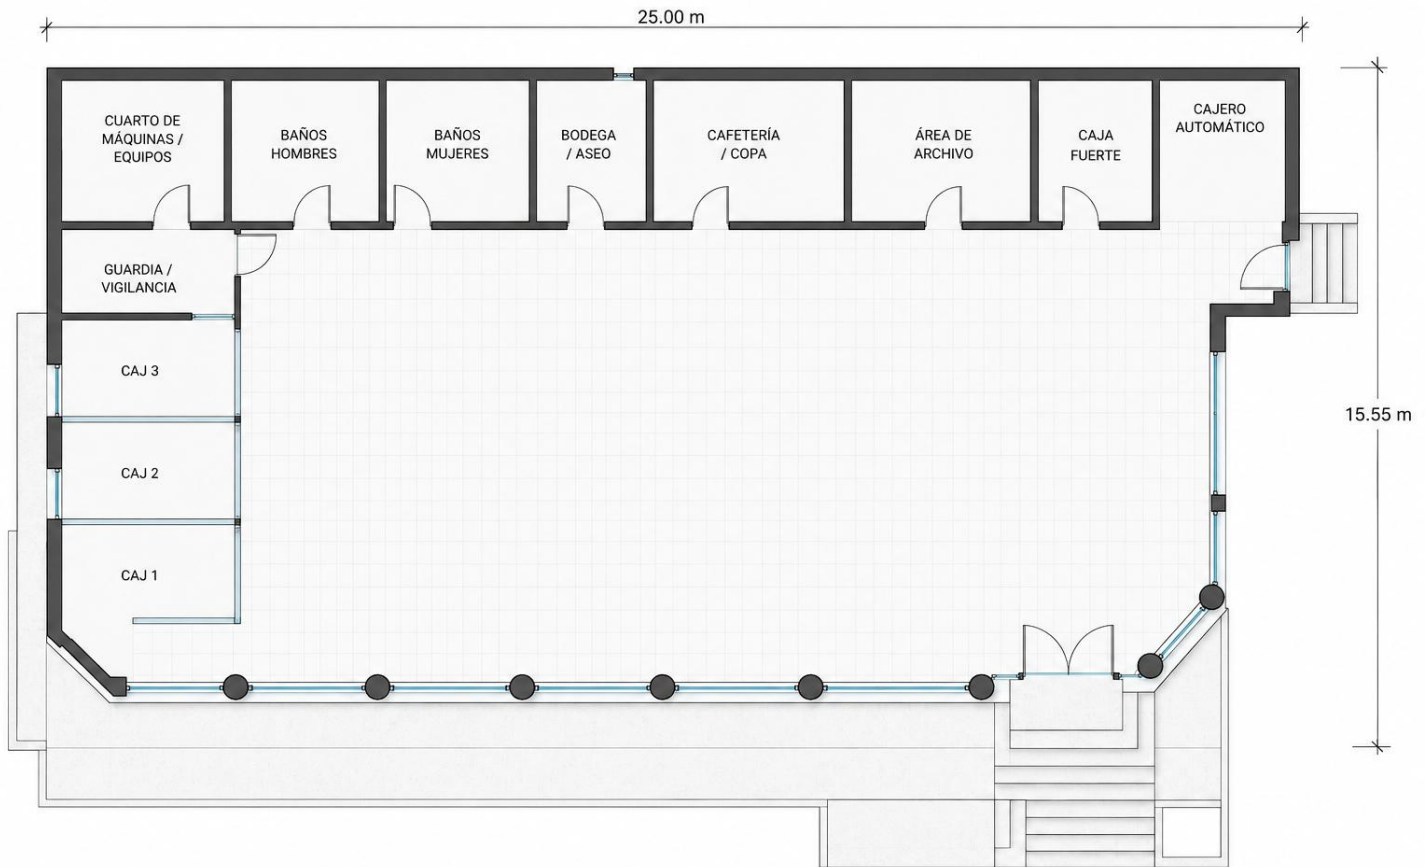 25.00 m
CUARTO DE
MÁQUINAS /
EQUIPOS
BAÑOS
HOMBRES
BAÑOS
MUJERES
BODEGA
/ ASEO
CAFETERÍA
/ COPA
ÁREA DE
ARCHIVO
CAJA
FUERTE
CAJERO
AUTOMÁTICO
GUARDIA /
VIGILANCIA
CAJ 3
15.55 m
CAJ 2
CAJ 1